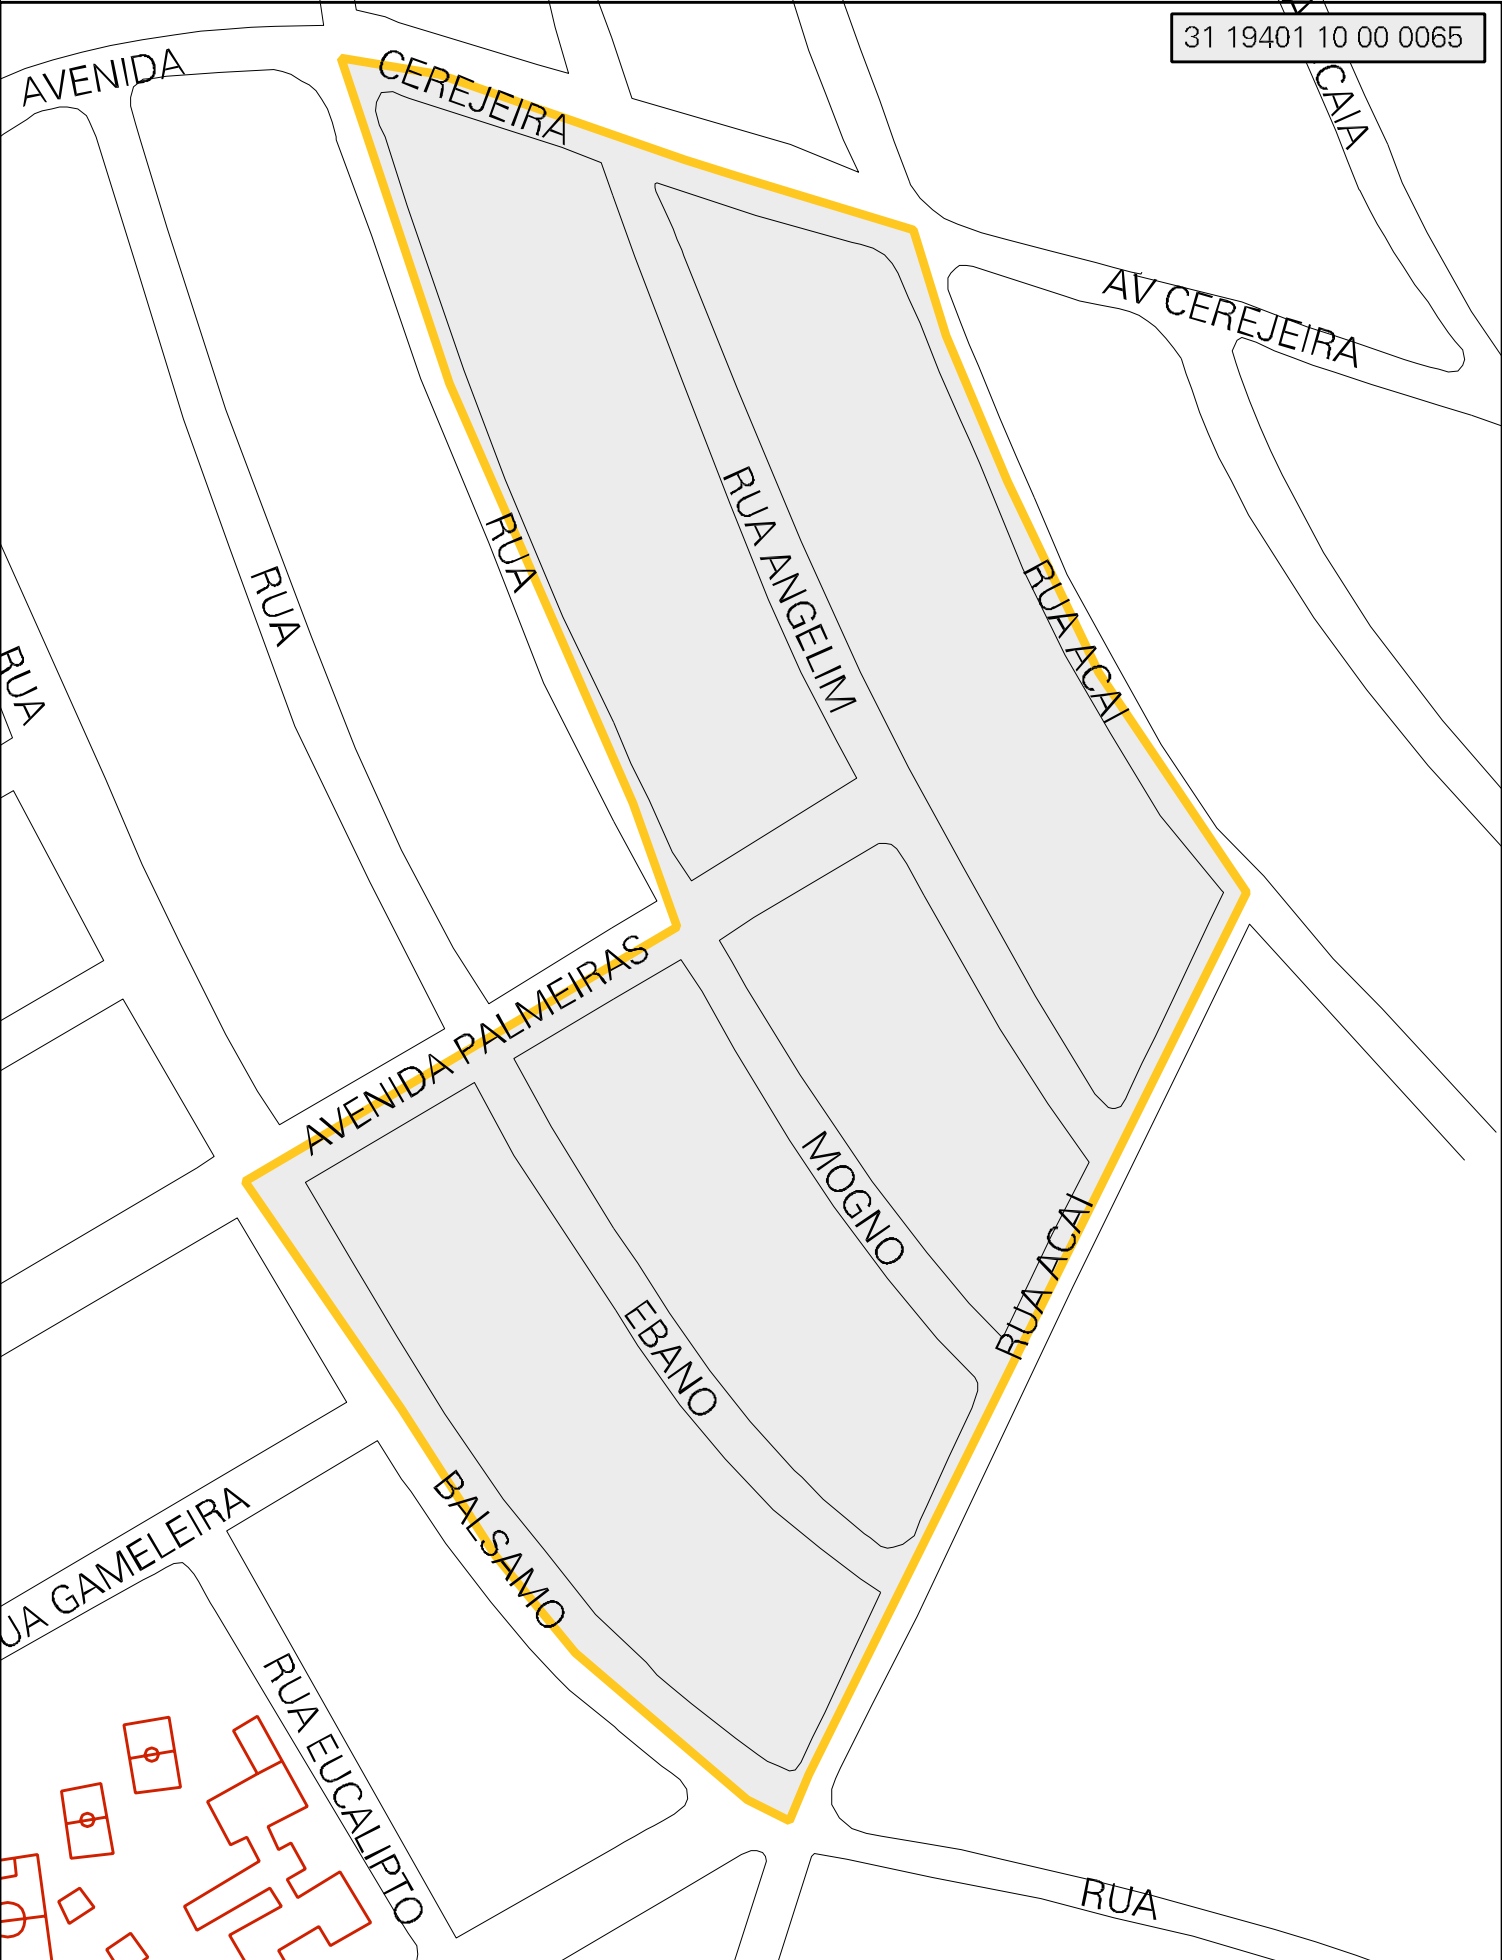 31 19401 10 00 0065
AVENIDA
CEREJEIRA
CAIA
AV CEREJEIRA
RUA
RUA
RUA
RUA ANGELIM
RUA ACAI
AVENIDA PALMEIRAS
MOGNO
RUA ACAI
EBANO
BALSAMO
UA GAMELEIRA
RUA EUCALIPTO
RUA